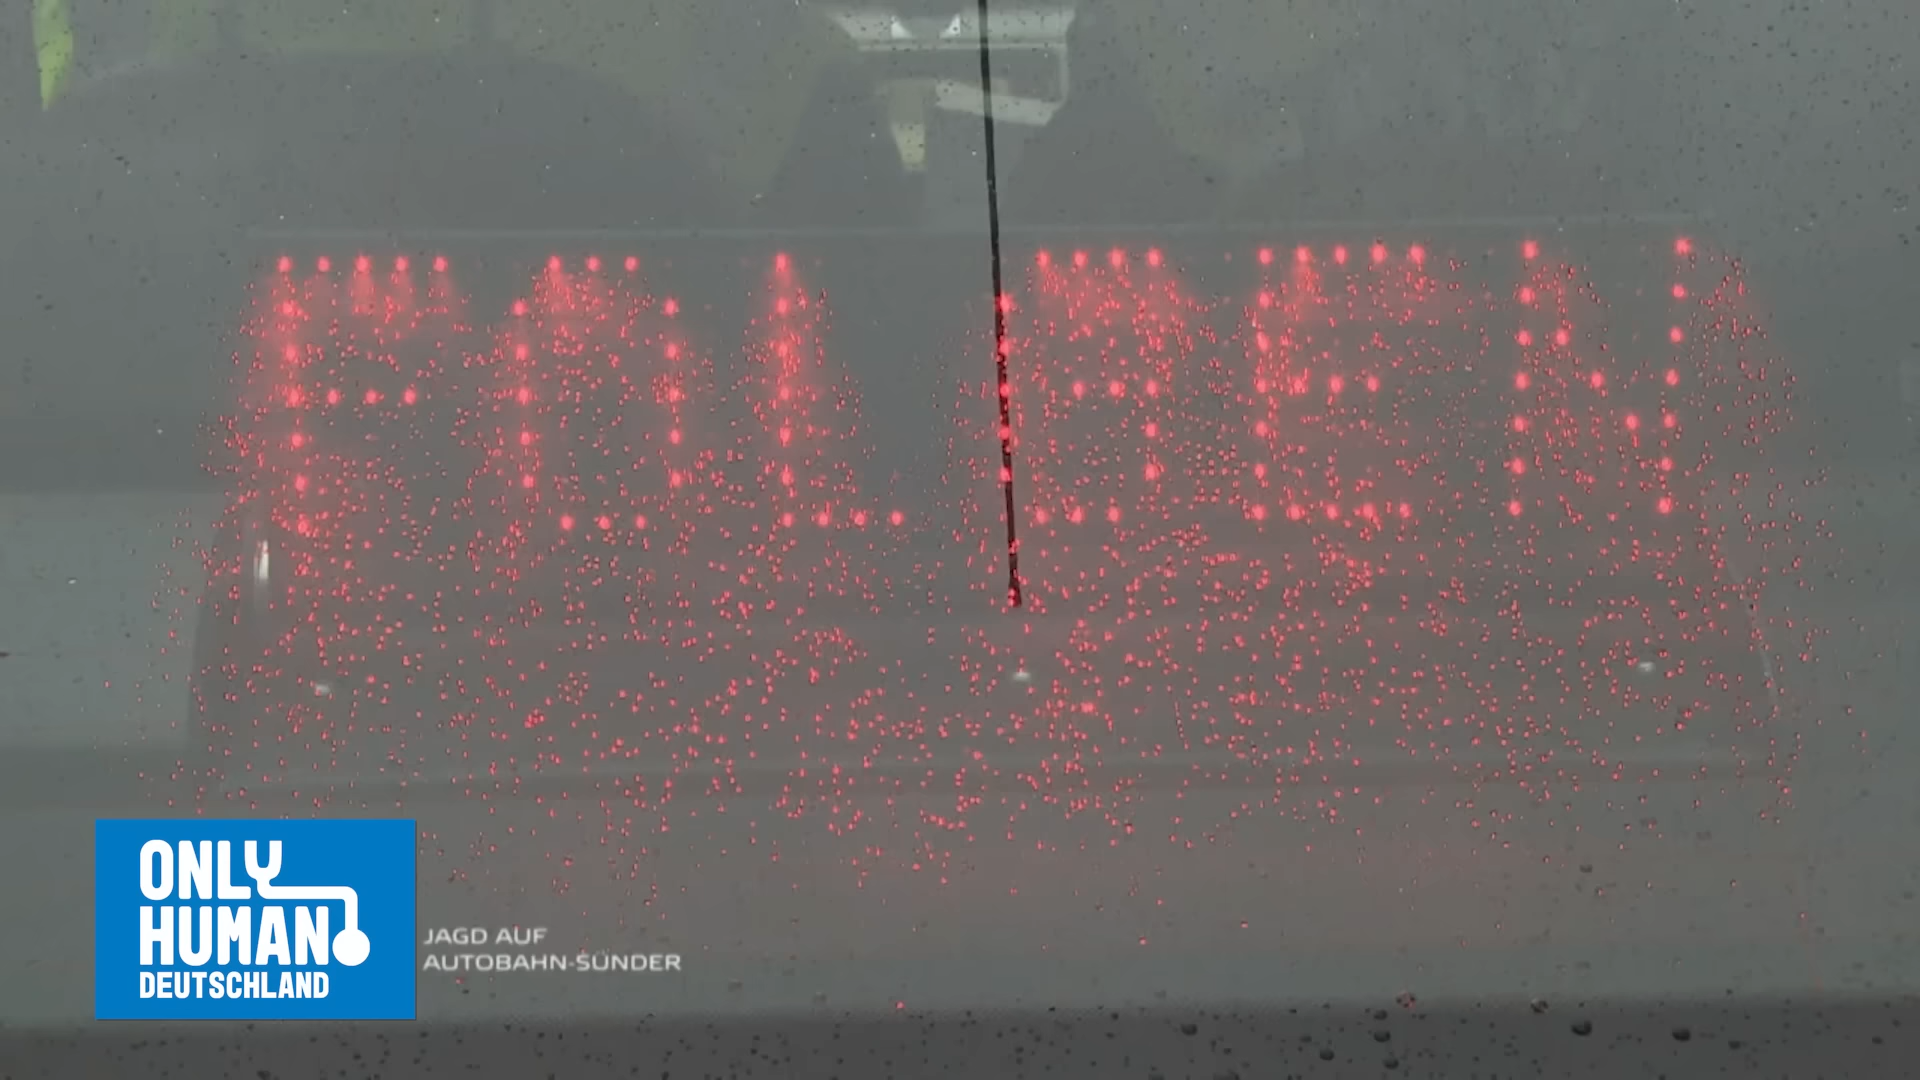 FOLGEN
ONLY
HUMAN
DEUTSCHLAND
JAGD AUF
AUTOBAHN-SÜNDER